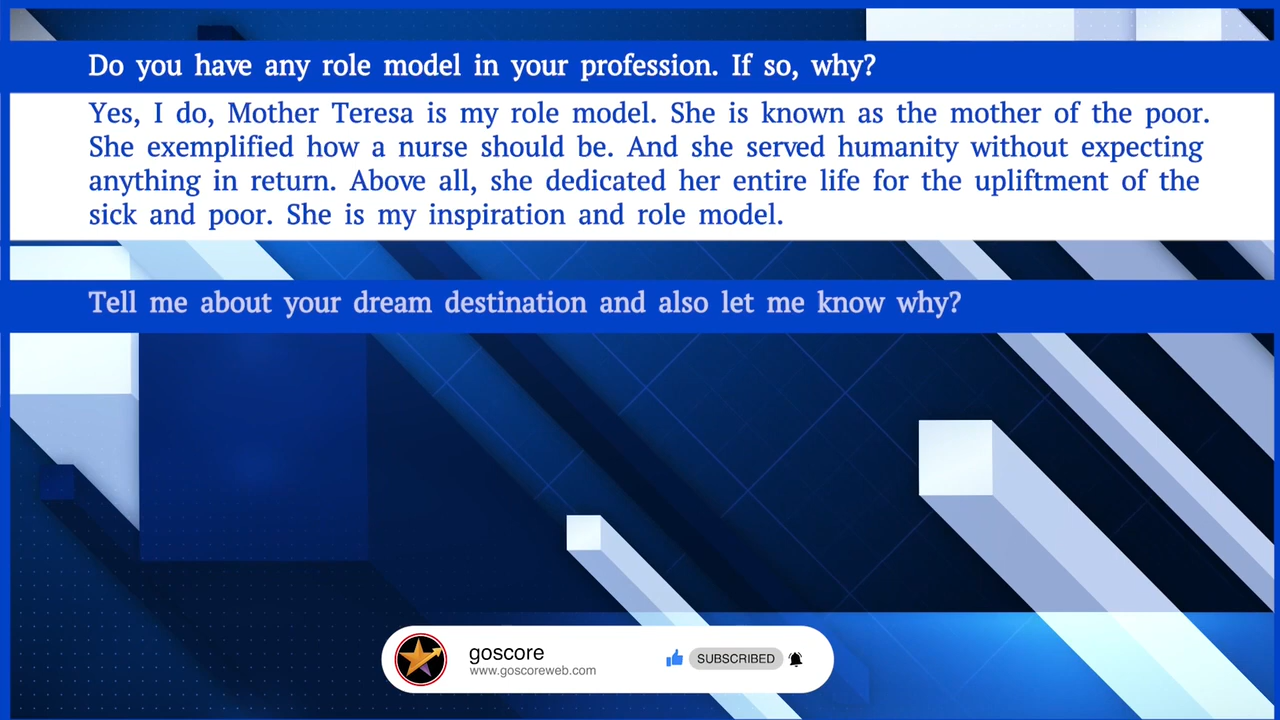 Do you have any role model in your profession. If so, why?
Yes, I do, Mother Teresa is my role model. She is known as the mother of the poor.
She exemplified how a nurse should be. And she served humanity without expecting
anything in return. Above all, she dedicated her entire life for the upliftment of the
sick and poor. She is my inspiration and role model.
Tell me about your dream destination and also let me know why?
goscore
www.goscoreweb.com
SUBSCRIBED